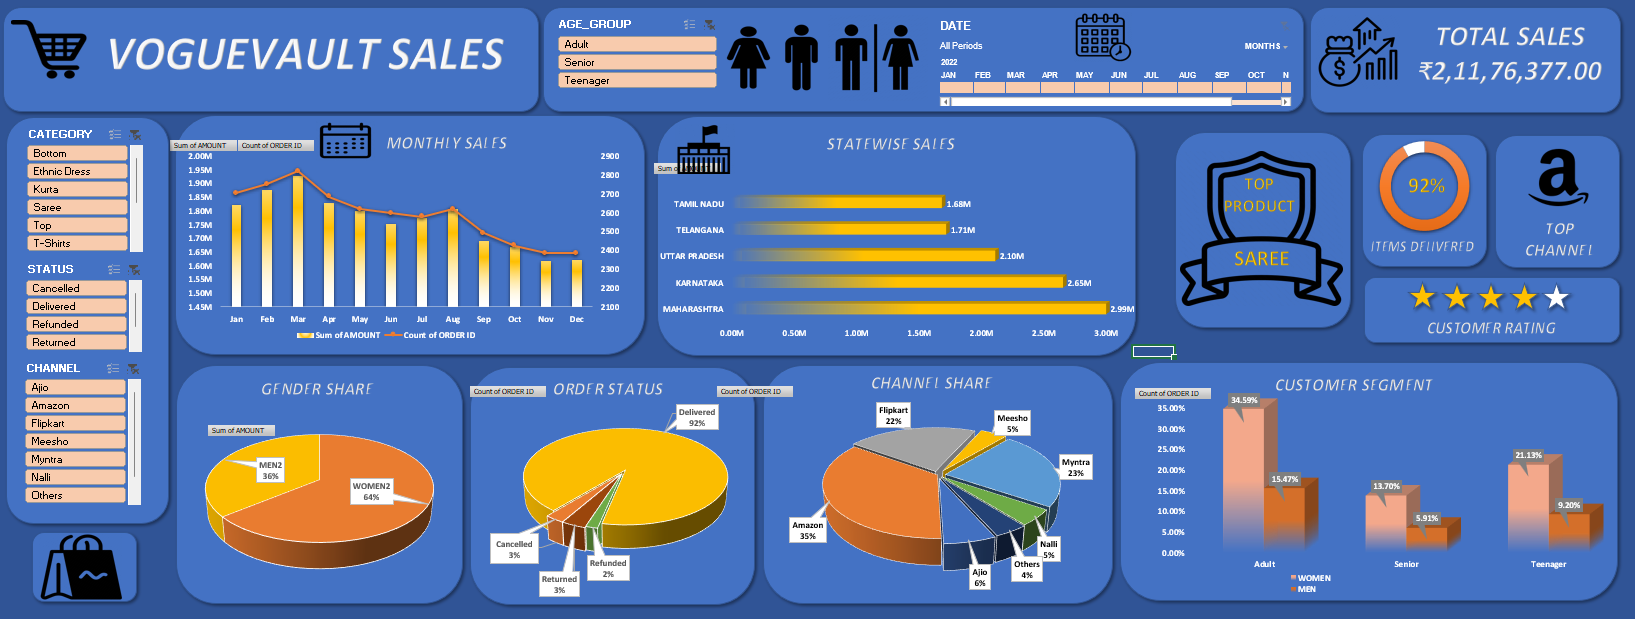 VOGUEVAULT SALES
AGE_GROUP
Adult
Senior
Teenager
DATE
All Periods
MONTHS
2022
JAN FEB MAR APR MAY JUN JUL AUG SEP OCT N
TOTAL SALES
₹2,11,76,377.00
CATEGORY
Bottom
Ethnic Dress
Kurta
Saree
Top
T-Shirts
STATUS
Cancelled
Delivered
Refunded
Returned
CHANNEL
Ajio
Amazon
Flipkart
Meesho
Myntra
Nalli
Others
MONTHLY SALES
Sum of AMOUNT Count of ORDER ID
2.00M
1.95M
1.90M
1.85M
1.80M
1.75M
1.70M
1.65M
1.60M
1.55M
1.50M
1.45M
2900
2800
2700
2600
2500
2400
2300
2200
2100
Jan Feb Mar Apr May Jun Jul Aug Sep Oct Nov Dec
Sum of AMOUNT Count of ORDER ID
STATEWISE SALES
Sum o
TAMIL NADU 1.68M
TELANGANA 1.71M
UTTAR PRADESH 2.10M
KARNATAKA 2.65M
MAHARASHTRA 2.99M
0.00M 0.50M 1.00M 1.50M 2.00M 2.50M 3.00M
TOP
PRODUCT
SAREE
92%
ITEMS DELIVERED
a
TOP
CHANNEL
CUSTOMER RATING
GENDER SHARE
Sum of AMOUNT
MEN2
36%
WOMEN2
64%
ORDER STATUS
Count of ORDER ID
Delivered
92%
Cancelled
3%
Returned
3%
Refunded
2%
CHANNEL SHARE
Count of ORDER ID
Flipkart
22%
Meesho
5%
Myntra
23%
Amazon
35%
Nalli
5%
Others
4%
Ajio
6%
CUSTOMER SEGMENT
Count of ORDER ID
35.00%
30.00%
25.00%
20.00%
15.00%
10.00%
5.00%
0.00%
34.59%
15.47%
13.70%
5.91%
21.13%
9.20%
Adult Senior Teenager
WOMEN
MEN